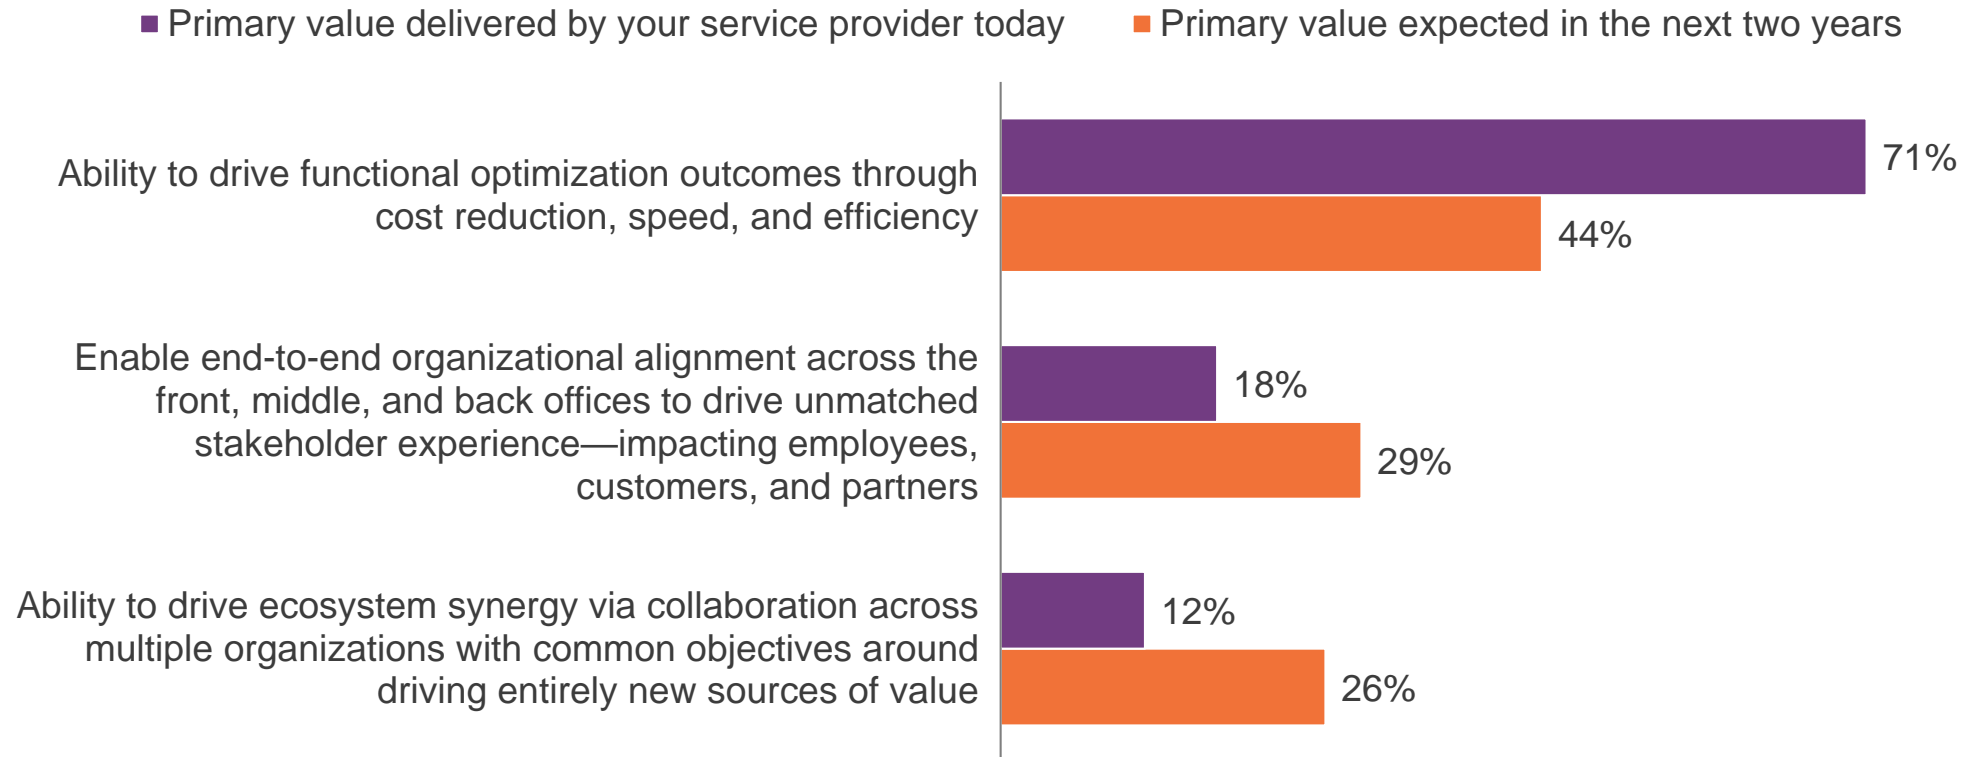 Primary value delivered by your service provider today
Primary value expected in the next two years
Ability to drive functional optimization outcomes through
cost reduction, speed, and efficiency
71%
44%
Enable end-to-end organizational alignment across the
front, middle, and back offices to drive unmatched
stakeholder experience—impacting employees,
customers, and partners
18%
29%
Ability to drive ecosystem synergy via collaboration across
multiple organizations with common objectives around
driving entirely new sources of value
12%
26%